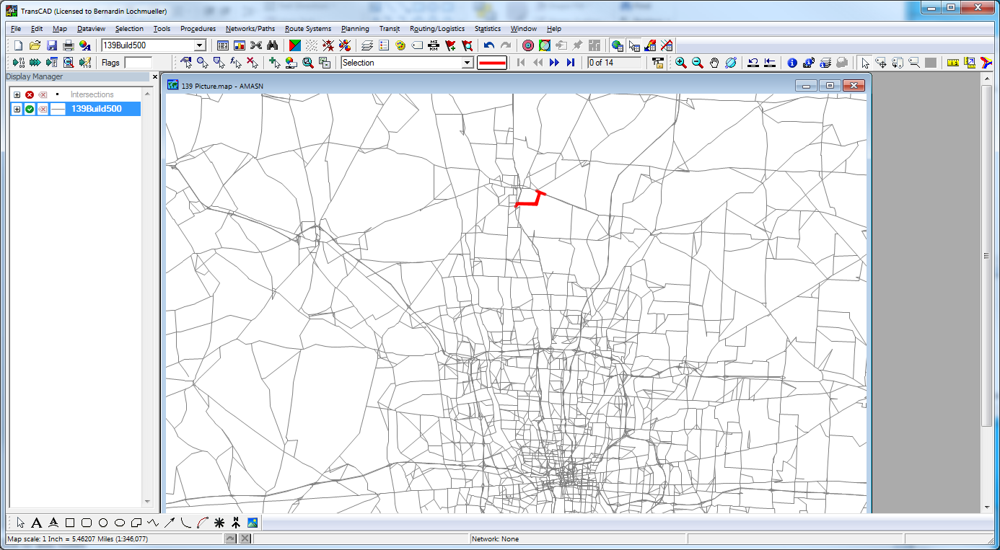 TransCAD (Licensed to Bernardin Lochmueller)
File Edit Map Dataview Selection Tools Procedures Networks/Paths Route Systems Planning Transit Routing/Logistics Statistics Window Help
139Build500
Flags Selection 0 of 14
Display Manager
139 Picture.map - AMASN
Intersections
139Build500
Map scale: 1 Inch = 5.46207 Miles (1:346,077) Network: None